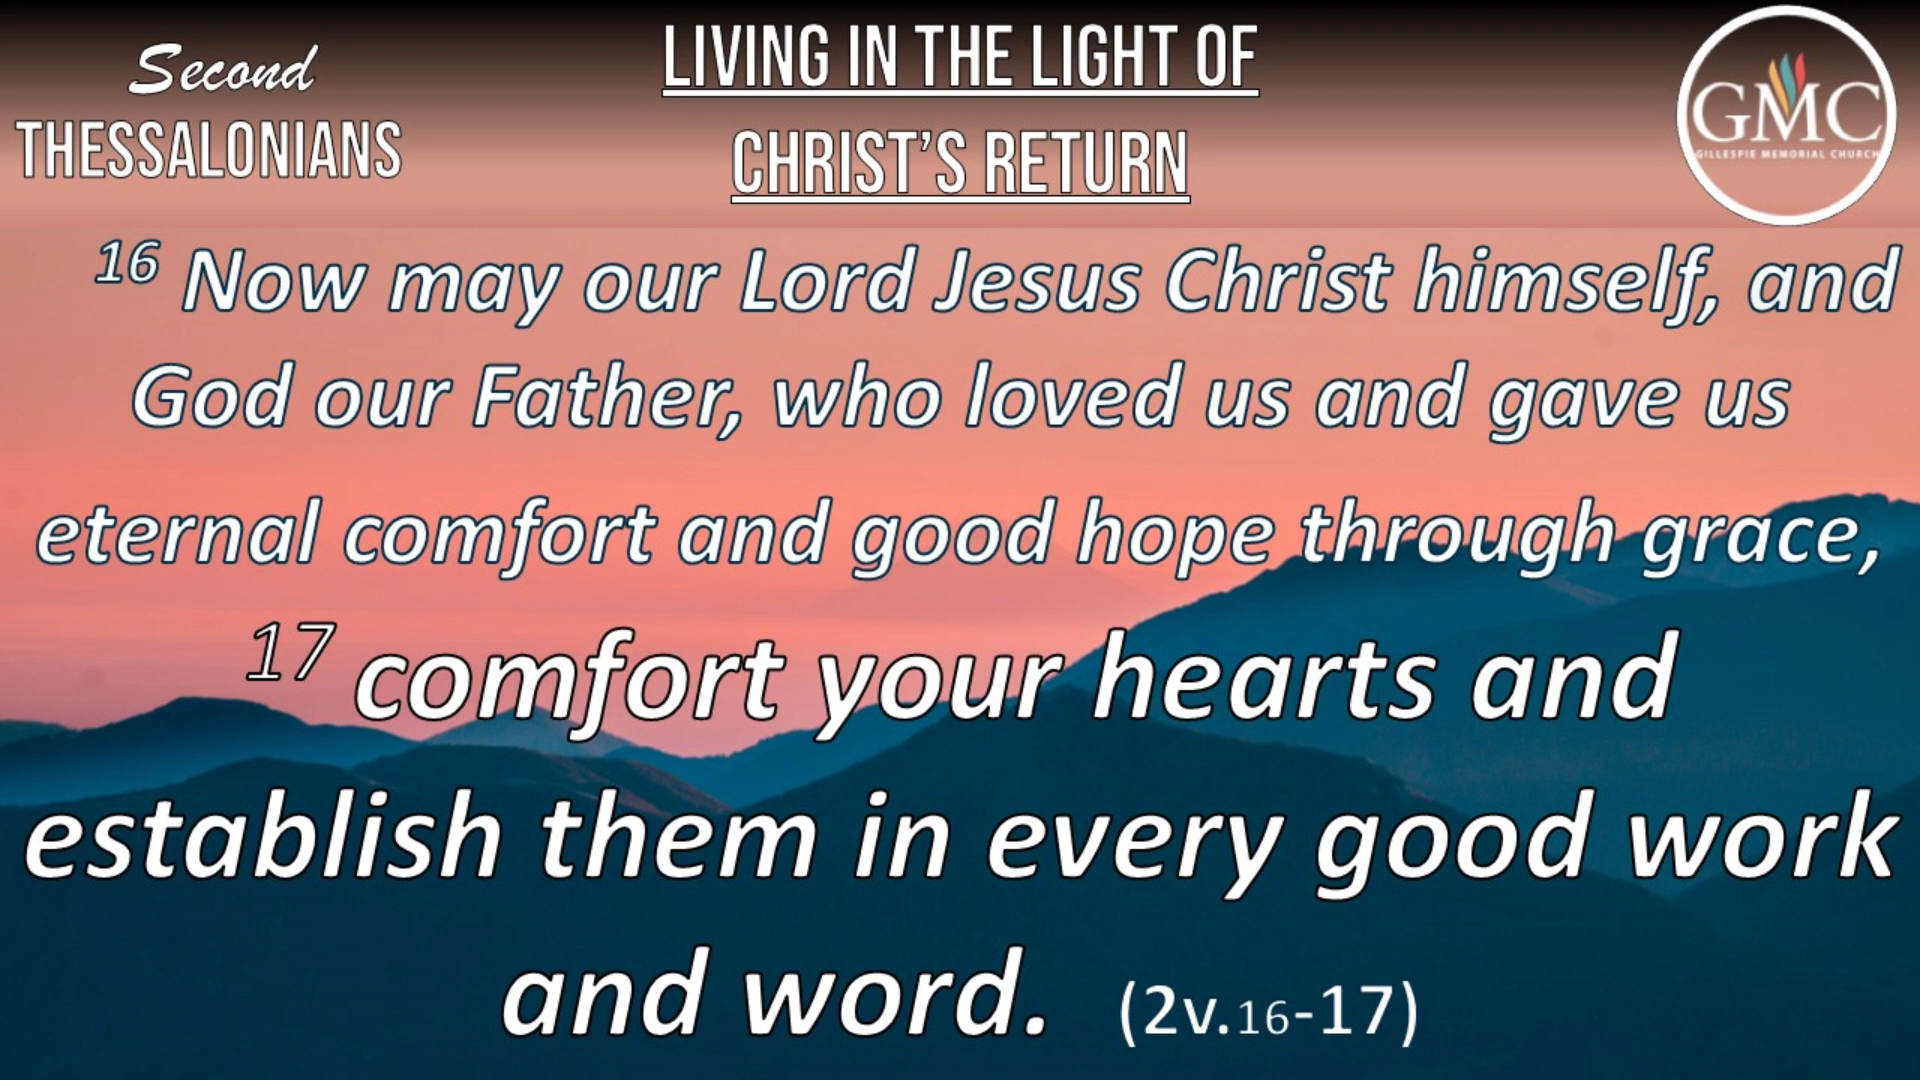 Second
THESSALONIANS
LIVING IN THE LIGHT OF
CHRIST’S RETURN
GMC
GILLESPIE MEMORIAL CHURCH
16 Now may our Lord Jesus Christ himself, and
God our Father, who loved us and gave us
eternal comfort and good hope through grace,
17 comfort your hearts and
establish them in every good work
and word. (2v.16-17)